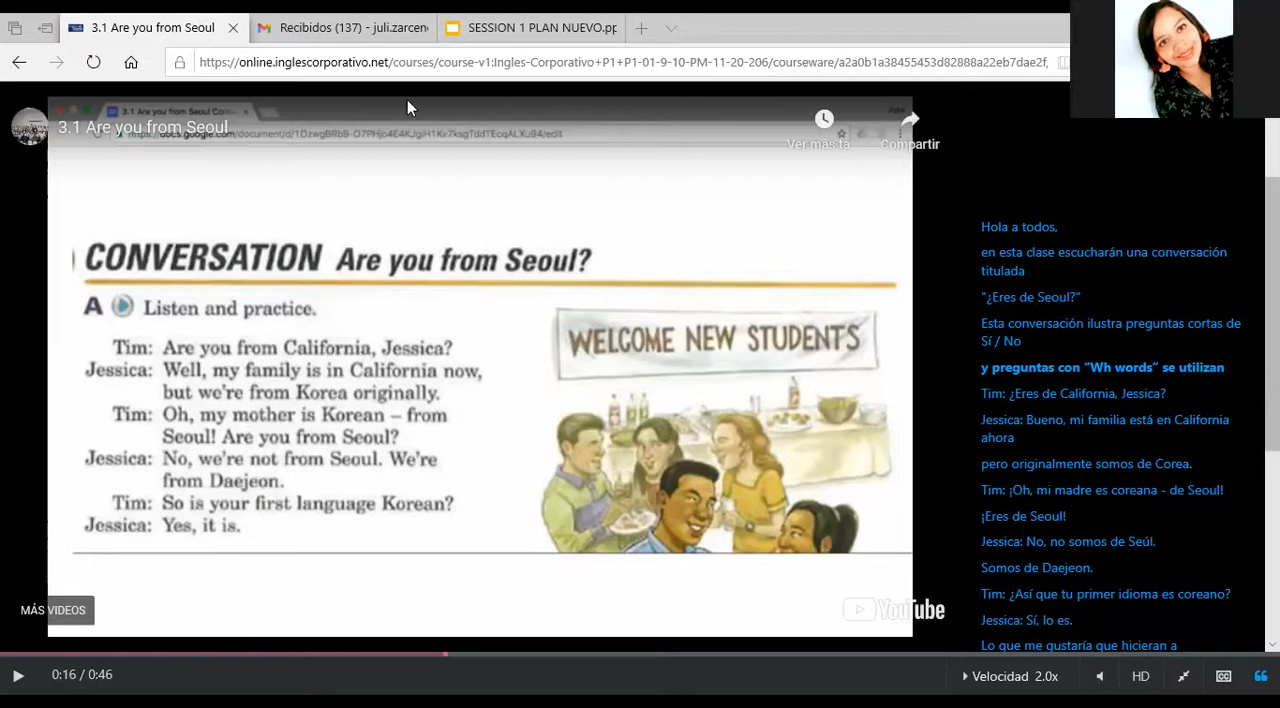 3.1 Are you from Seoul
Recibidos (137) - juli.zarcen
SESSION 1 PLAN NUEVO.pp
https://online.inglescorporativo.net/courses/course-v1:Ingles-Corporativo+P1+P1-01-9-10-PM-11-20-206/courseware/a2a0b1a38455453d82888a22eb7dae2f,
3.1 Are you from Seoul
3.1 Are you from Seoul
Ver más ta
Compartir
CONVERSATION Are you from Seoul?
A Listen and practice.
Tim: Are you from California, Jessica?
Jessica: Well, my family is in California now,
but we're from Korea originally.
Tim: Oh, my mother is Korean – from
Seoul! Are you from Seoul?
Jessica: No, we're not from Seoul. We're
from Daejeon.
Tim: So is your first language Korean?
Jessica: Yes, it is.
WELCOME NEW STUDENTS
MÁS VIDEOS
YouTube
Hola a todos,
en esta clase escucharán una conversación
titulada
"¿Eres de Seoul?"
Esta conversación ilustra preguntas cortas de
Sí / No
y preguntas con “Wh words” se utilizan
Tim: ¿Eres de California, Jessica?
Jessica: Bueno, mi familia está en California
ahora
pero originalmente somos de Corea.
Tim: ¡Oh, mi madre es coreana - de Seoul!
¡Eres de Seoul!
Jessica: No, no somos de Seúl.
Somos de Daejeon.
Tim: ¿Así que tu primer idioma es coreano?
Jessica: Sí, lo es.
Lo que me gustaría que hicieran a
0:16 / 0:46
Velocidad 2.0x
HD
CC